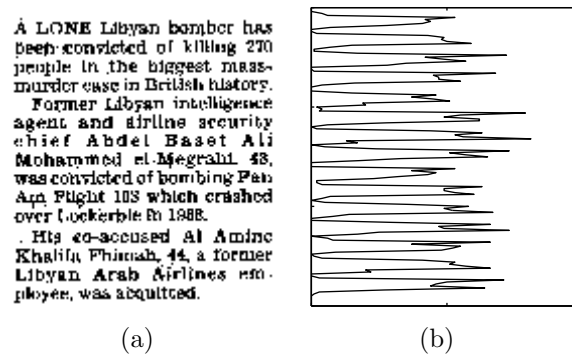 A LONE Libyan bomber has
been convicted of killing 270
people in the biggest mass-
murder case in British history.
Former Libyan intelligence
agent and airline security
chief Abdel Baset Ali
Mohammed el-Megrahi, 48,
was convicted of bombing Pan
Am Flight 103 which crashed
over Lockerbie in 1988.
His co-accused Al Amine
Khalifa Fhimah, 44, a former
Libyan Arab Airlines em-
ployee, was acquitted.
(a)
(b)